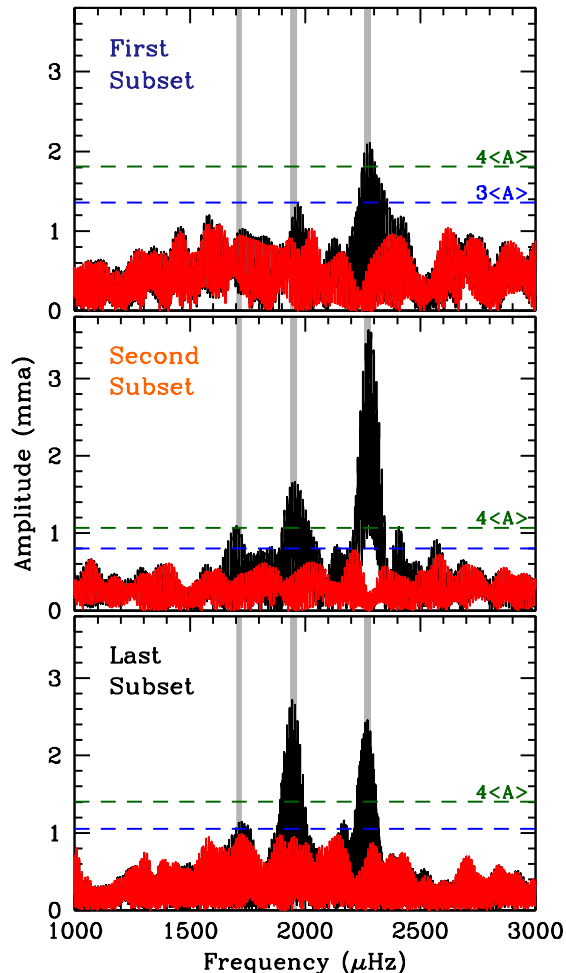 First
Subset
4<A>
3<A>
3
2
1
0
Second
Subset
4<A>
3
2
1
0
Amplitude (mma)
Last
Subset
4<A>
3
2
1
0
1000 1500 2000 2500 3000
Frequency (μHz)